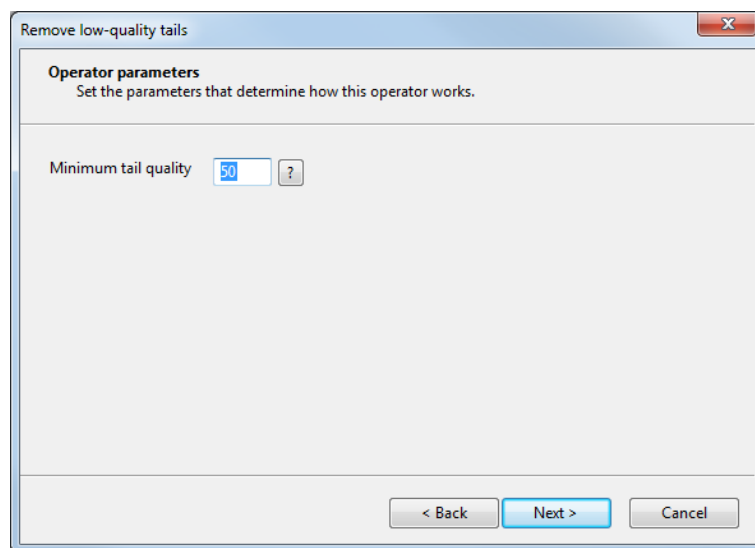 Remove low-quality tails
Operator parameters
Set the parameters that determine how this operator works.
Minimum tail quality 50 ?
< Back Next > Cancel